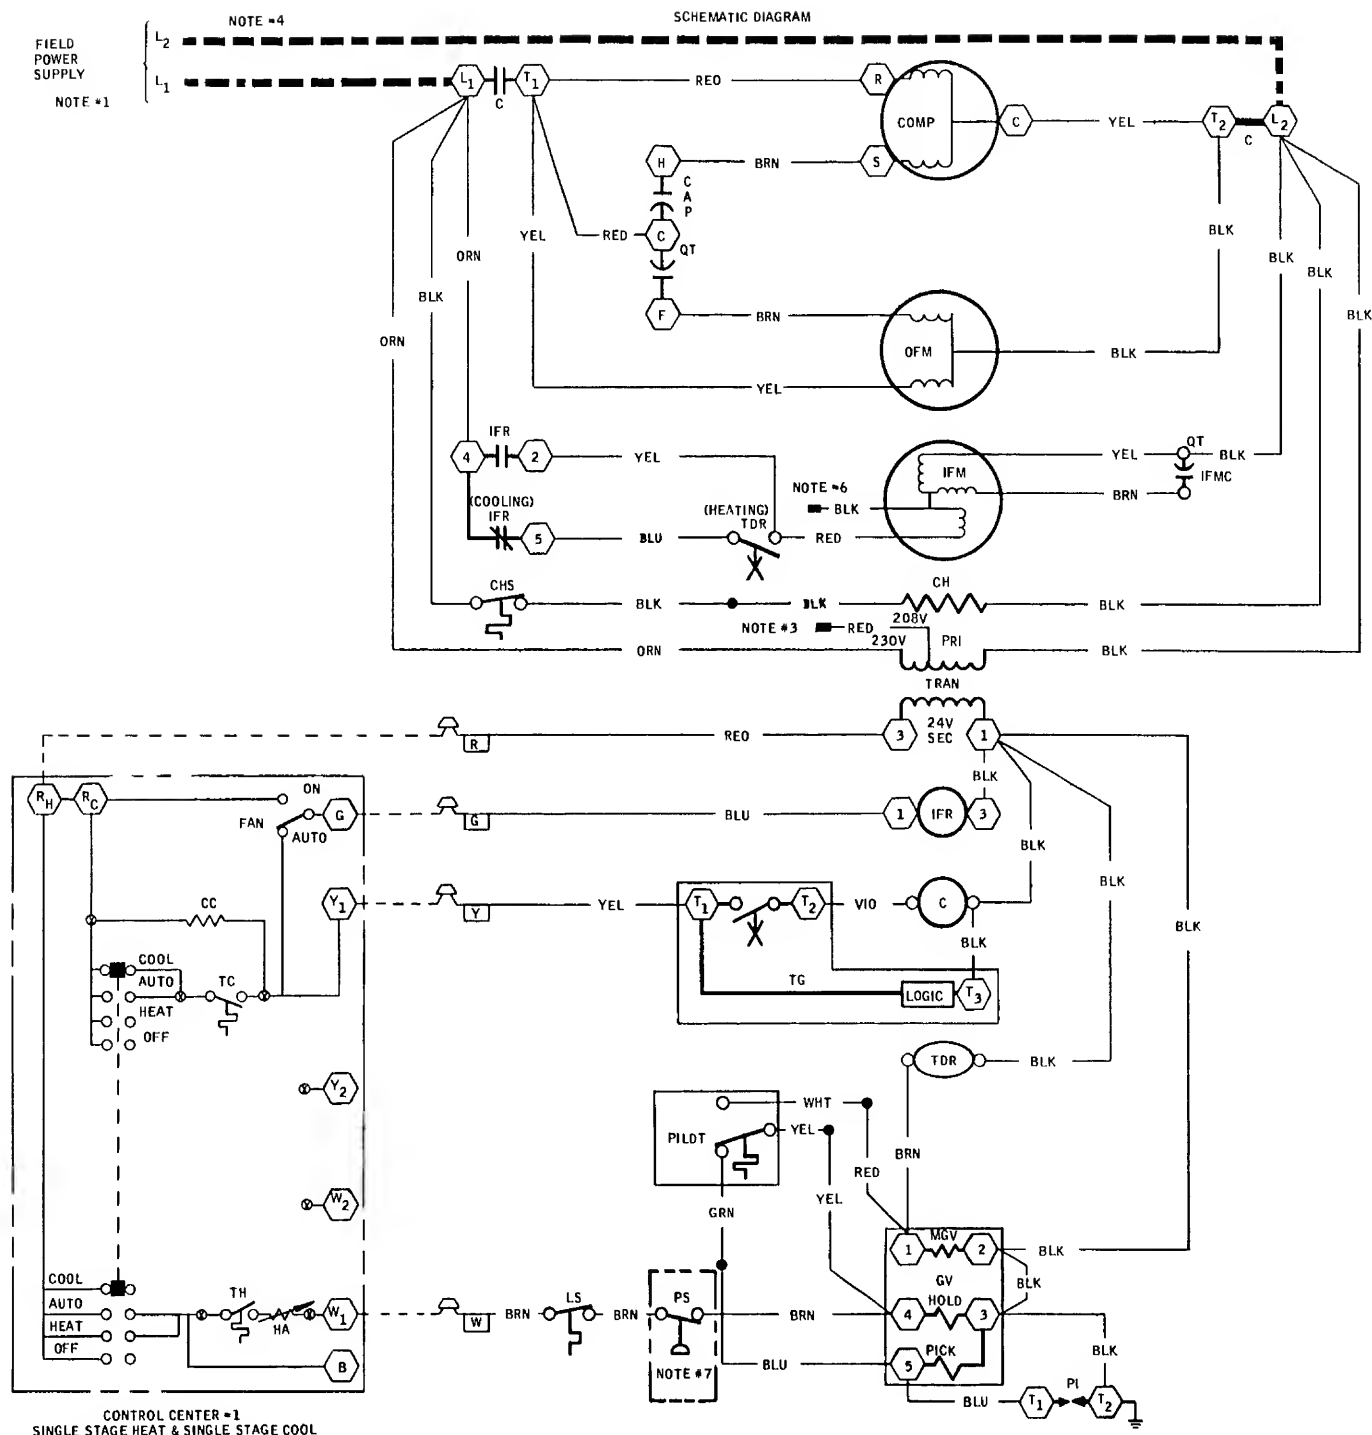 SCHEMATIC DIAGRAM
NOTE #4
FIELD
POWER
SUPPLY
NOTE #1
L2
L1
L1 C T1 RED R
COMP
C YEL T2 C L2
H BRN S
CAP
YEL RED C
QT
F BRN
OFM
BLK
YEL
ORN
BLK
ORN
BLK
BLK
BLK
BLK
IFR
4 2 YEL
IFM
YEL QT BLK
IFMC
BRN
NOTE #6
BLK
(COOLING)
IFR
5 BLU
(HEATING)
TDR
RED
CHS
BLK BLK
CH
BLK
NOTE #3 RED
208V
230V PRI
ORN
BLK
TRAN
24V
SEC
R RED 3 1
BLK
RH RC ON
FAN AUTO G
G BLU 1 IFR 3
BLK
BLK
BLK
CC
Y1
Y YEL T1 T2 VIO C
BLK
TG LOGIC T3
COOL
AUTO
HEAT
OFF
TC
TDR BLK
Y2
PILOT
WHT
YEL
BRN
RED
YEL
GRN
W2
MGV
1 2 BLK
GV
BLK
COOL
AUTO
HEAT
OFF
TH
HA
W1
W BRN LS BRN PS BRN 4 HOLD 3
NOTE #7
BLU 5 PICK
BLK
B
BLU T1 PI T2
CONTROL CENTER #1
SINGLE STAGE HEAT & SINGLE STAGE COOL